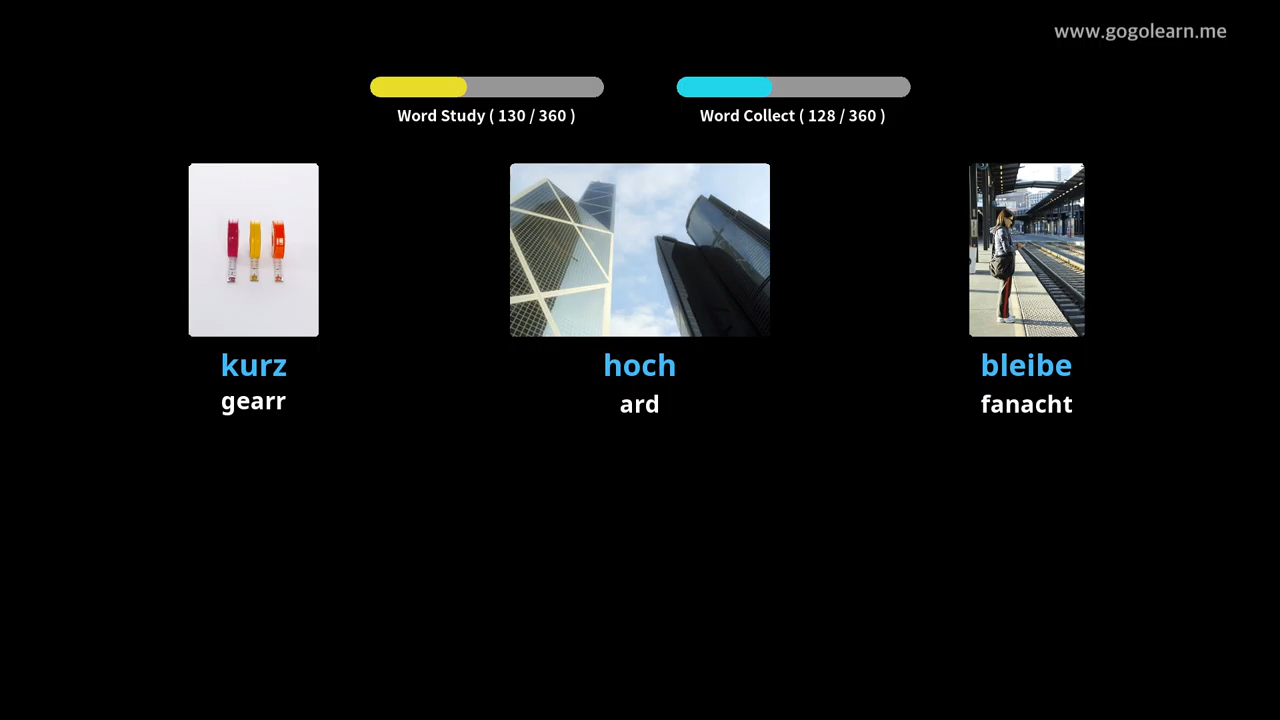 www.gogolearn.me
Word Study ( 130 / 360 )
Word Collect ( 128 / 360 )
kurz
gearr
hoch
ard
bleibe
fanacht